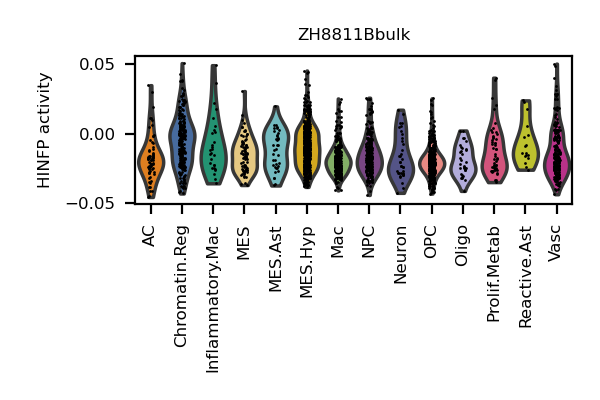 ZH8811Bbulk
HINFP activity
0.05
0.00
−0.05
AC
Chromatin.Reg
Inflammatory.Mac
MES
MES.Ast
MES.Hyp
Mac
NPC
Neuron
OPC
Oligo
Prolif.Metab
Reactive.Ast
Vasc